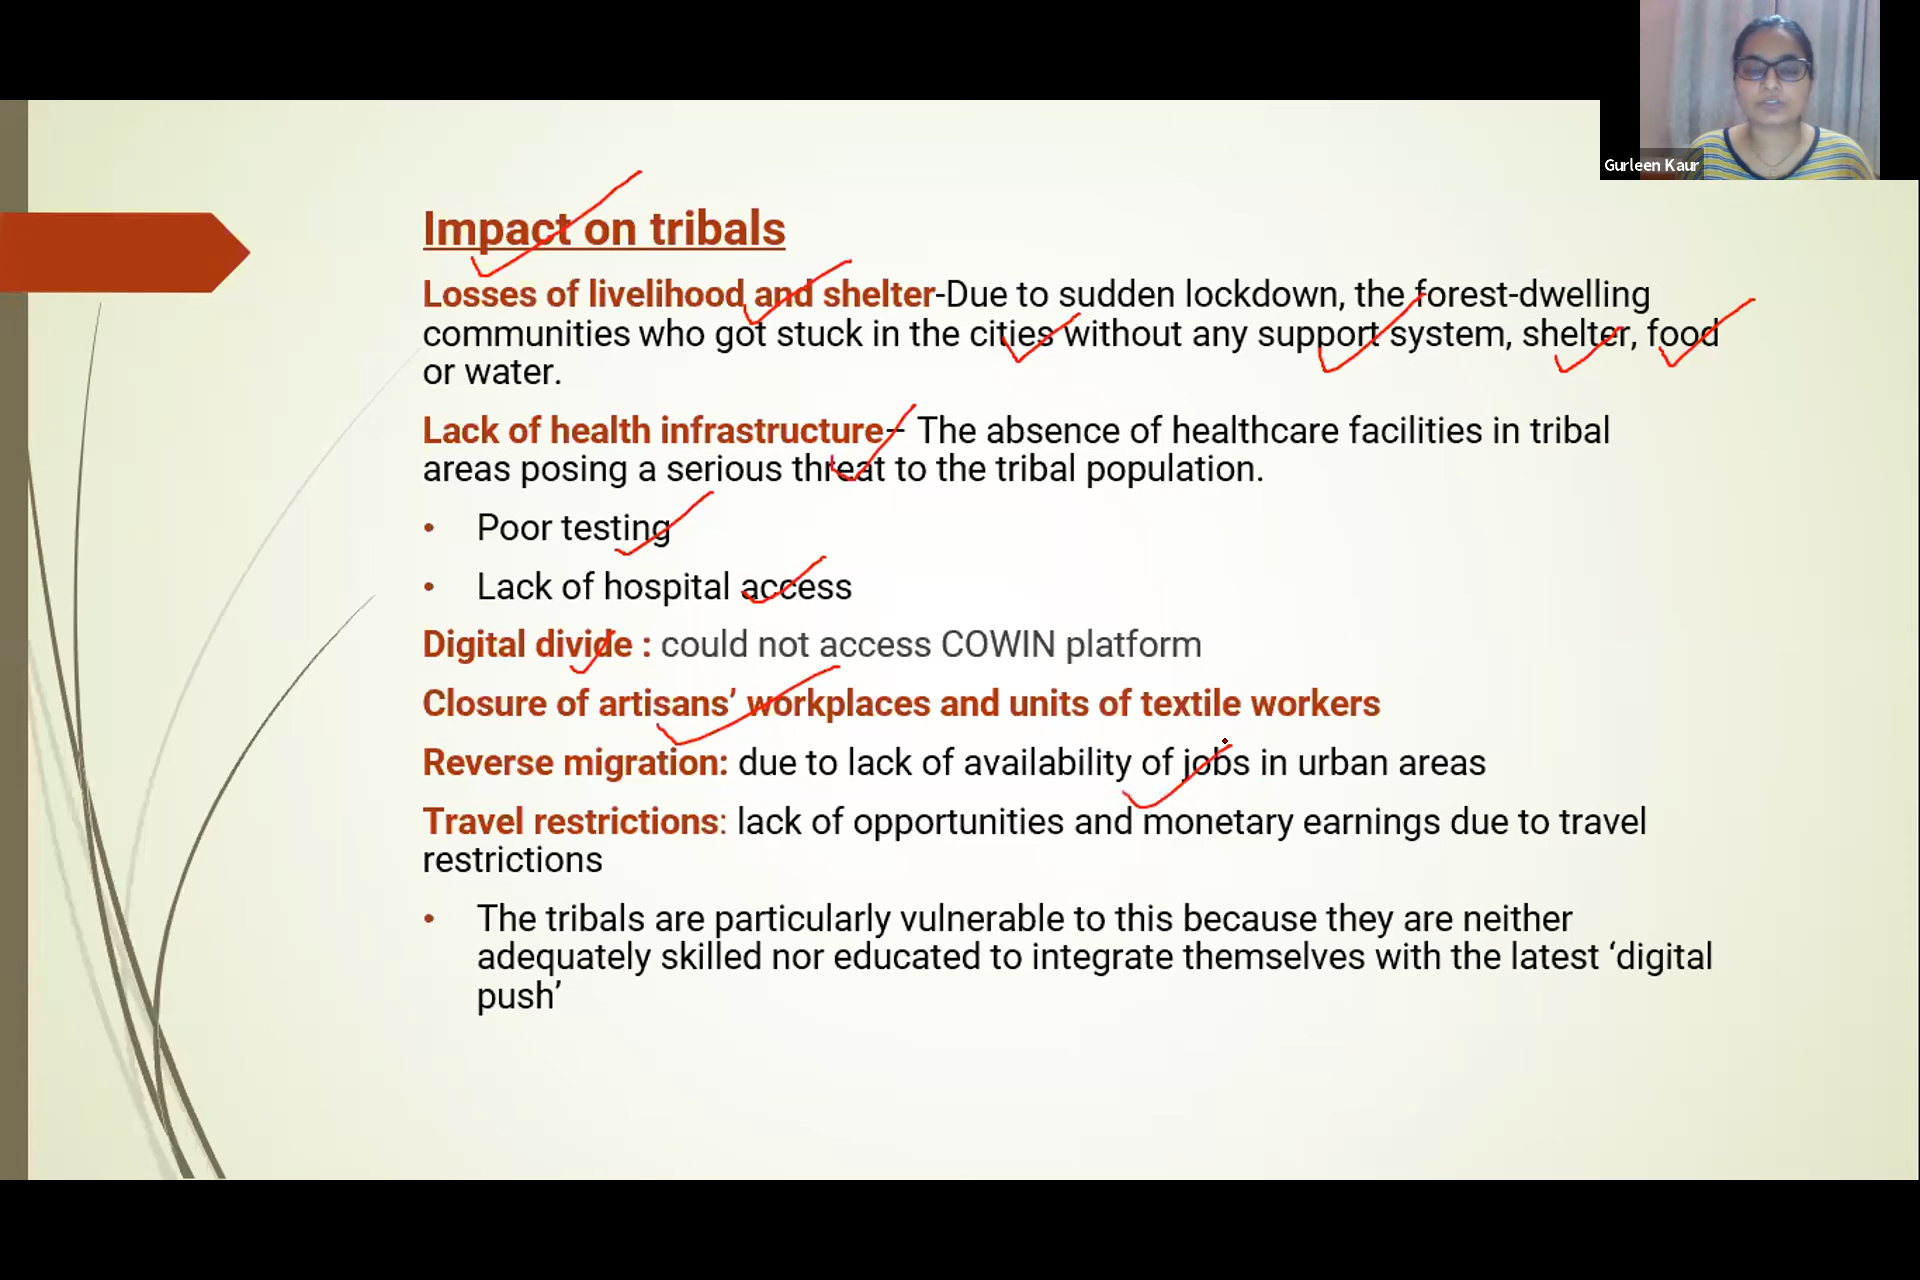 Gurleen Kaur
Impact on tribals
Losses of livelihood and shelter-Due to sudden lockdown, the forest-dwelling
communities who got stuck in the cities without any support system, shelter, food
or water.
Lack of health infrastructure– The absence of healthcare facilities in tribal
areas posing a serious threat to the tribal population.
• Poor testing
• Lack of hospital access
Digital divide : could not access COWIN platform
Closure of artisans’ workplaces and units of textile workers
Reverse migration: due to lack of availability of jobs in urban areas
Travel restrictions: lack of opportunities and monetary earnings due to travel
restrictions
• The tribals are particularly vulnerable to this because they are neither
adequately skilled nor educated to integrate themselves with the latest ‘digital
push’